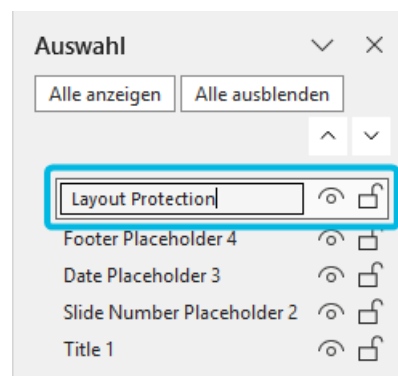 Auswahl
Alle anzeigen Alle ausblenden
Layout Protection
Footer Placeholder 4
Date Placeholder 3
Slide Number Placeholder 2
Title 1